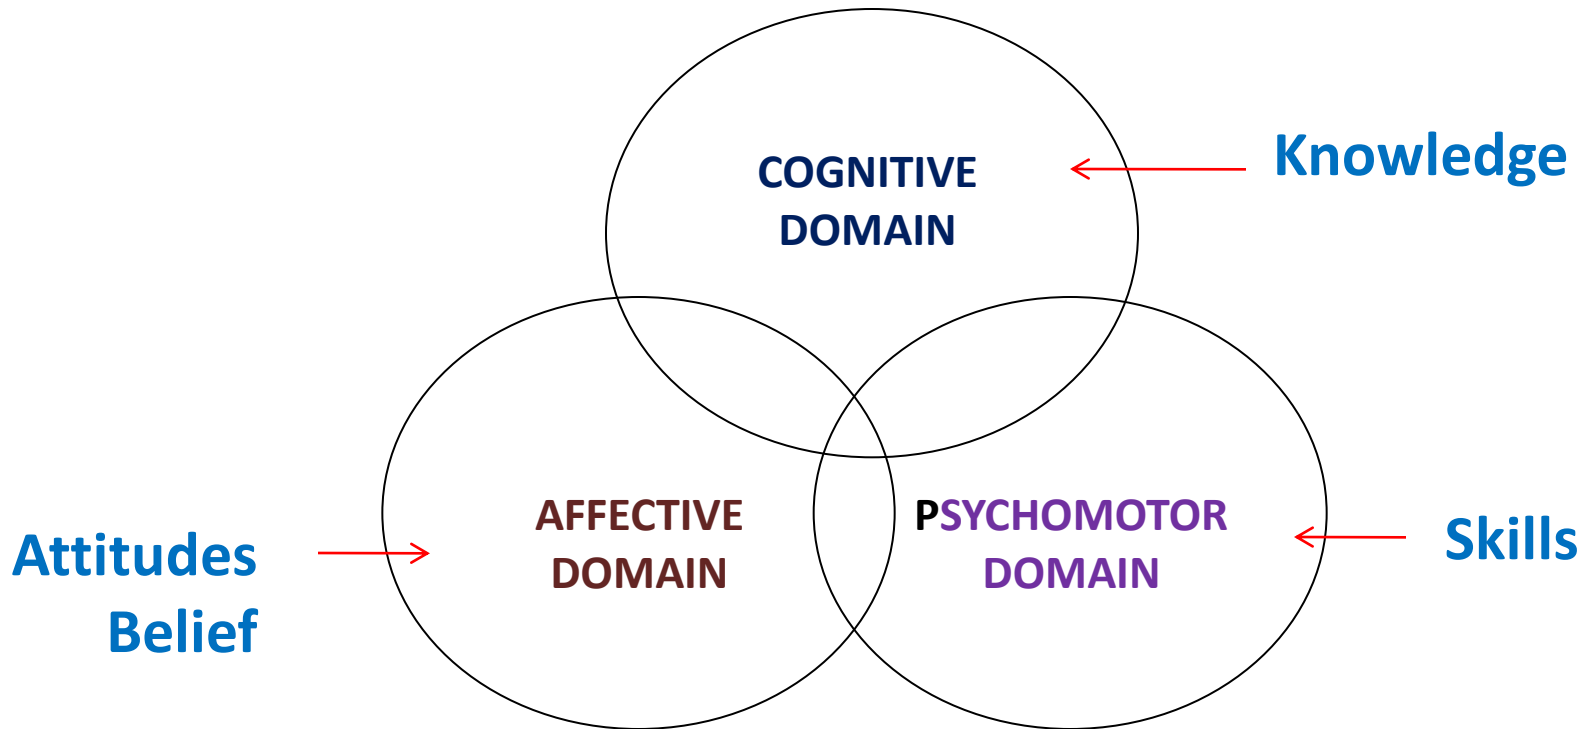 COGNITIVE
DOMAIN
Knowledge
AFFECTIVE
DOMAIN
PSYCHOMOTOR
DOMAIN
Attitudes
Belief
Skills